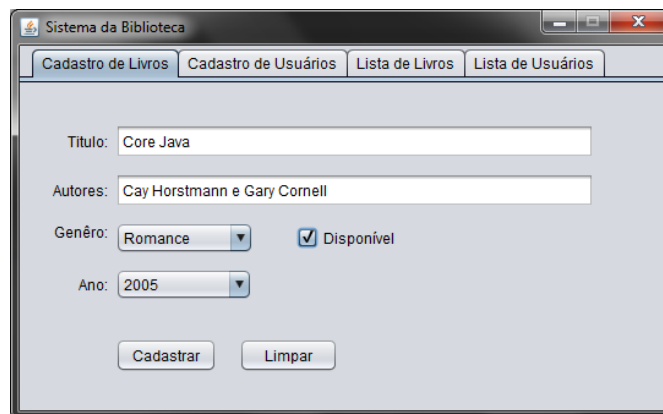 Sistema da Biblioteca
Cadastro de Livros Cadastro de Usuários Lista de Livros Lista de Usuários
Titulo: Core Java
Autores: Cay Horstmann e Gary Cornell
Genêro: Romance Disponível
Ano: 2005
Cadastrar Limpar